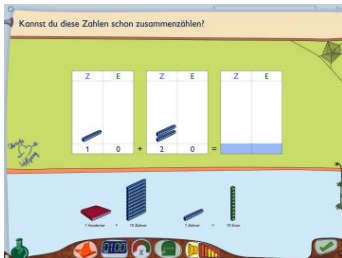 Kannst du diese Zahlen schon zusammenzählen?
Z E Z E Z E
1 0 + 2 0 =
1 Hunderter = 10 Zehner 1 Zehner = 10 Einer